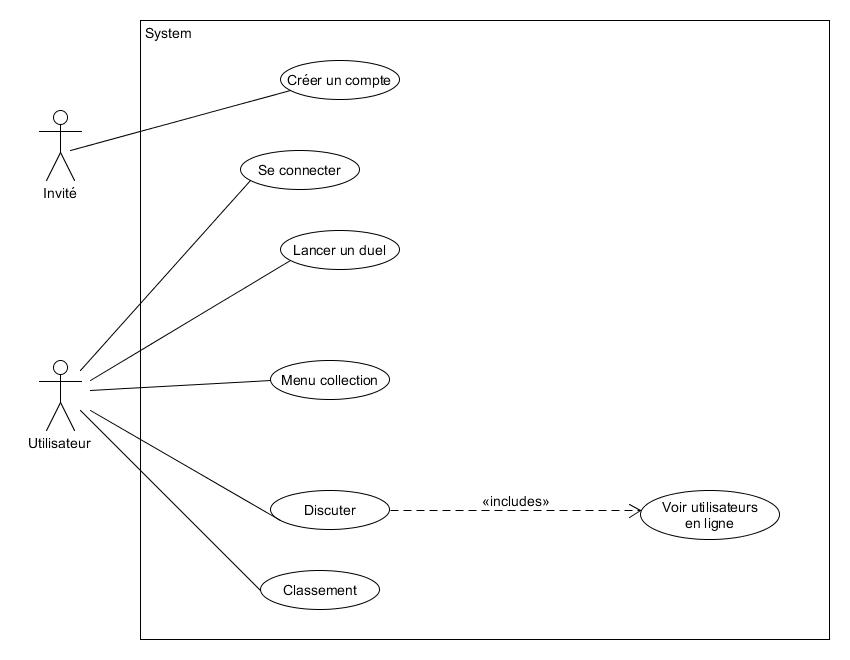 System
Créer un compte
Invité
Se connecter
Lancer un duel
Menu collection
Utilisateur
Discuter
«includes»
Voir utilisateurs
en ligne
Classement